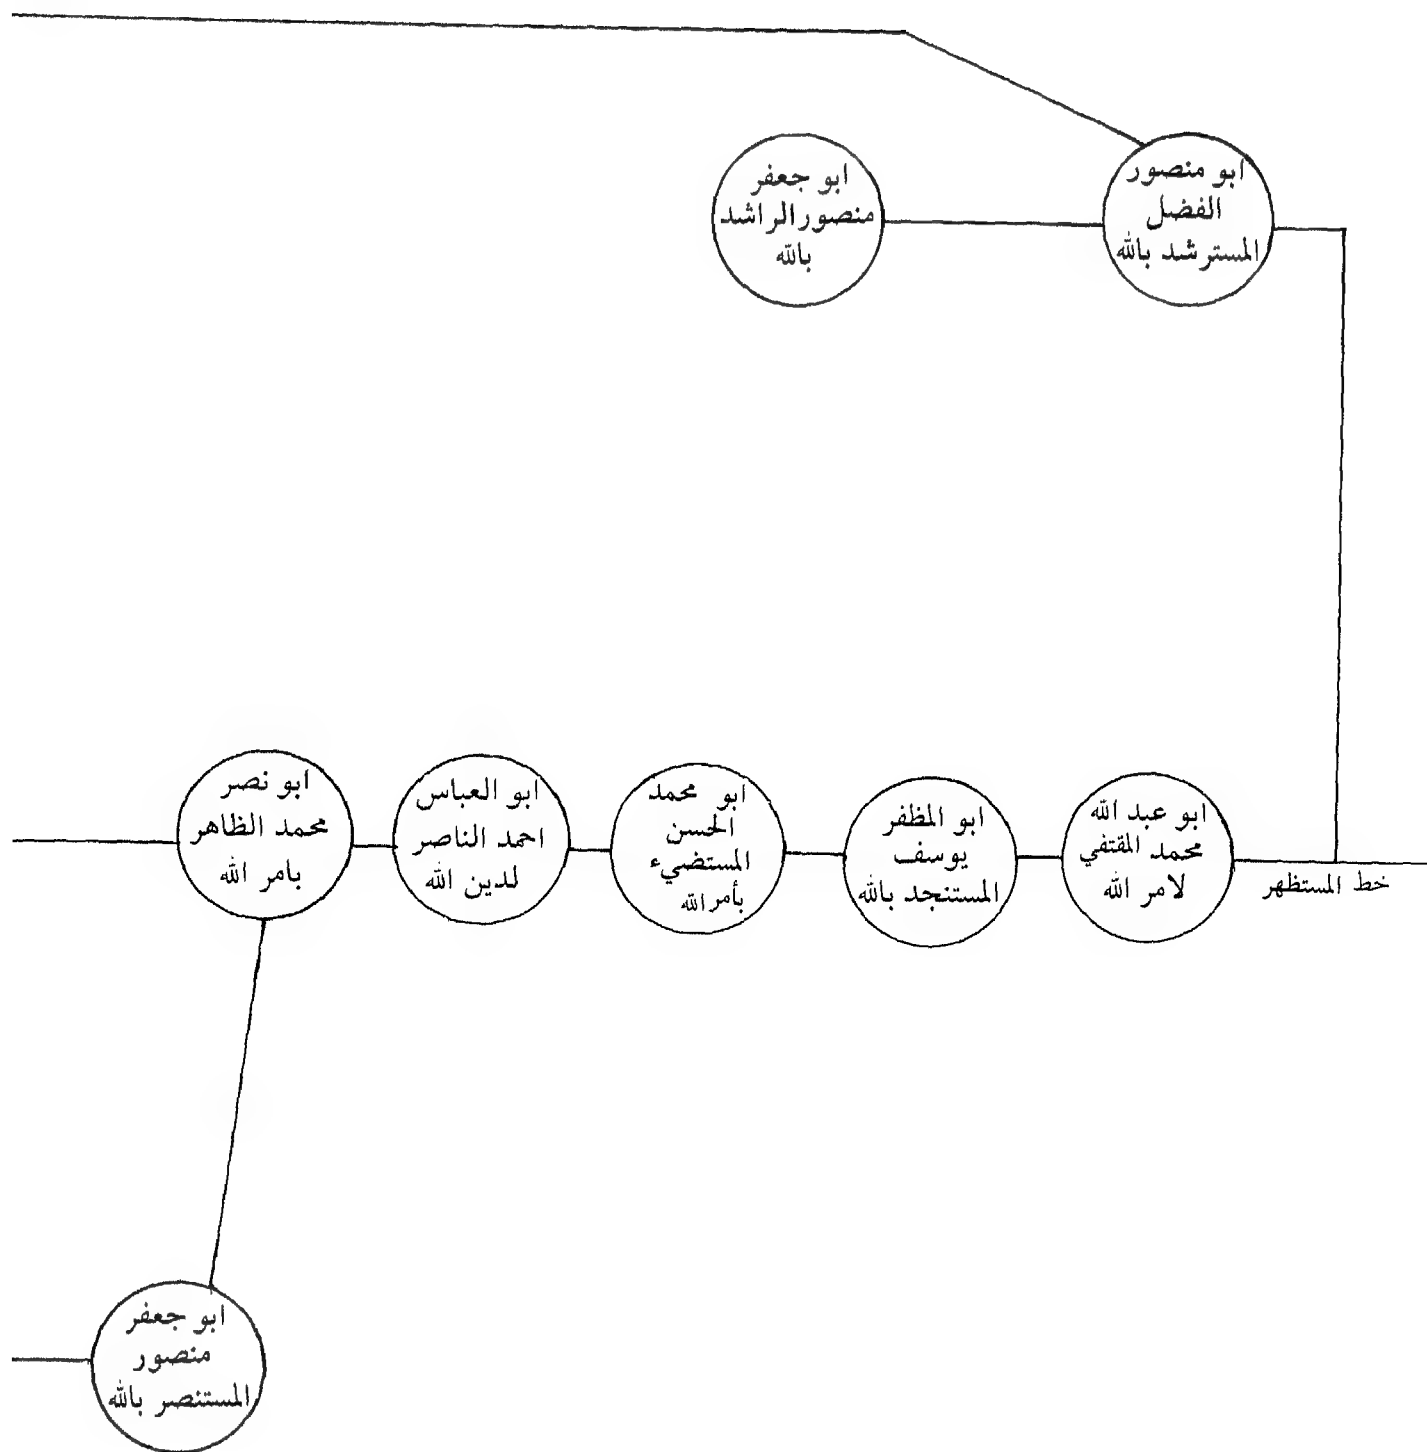 ابو منصور
الفضل
المسترشد بالله
ابو جعفر
منصور الراشد
بالله
ابو عبد الله
محمد المقتفي
لامر الله
خط المستظهر
ابو المظفر
يوسف
المستنجد بالله
ابو محمد
الحسن
المستضيء
بأمر الله
ابو العباس
احمد الناصر
لدين الله
ابو نصر
محمد الظاهر
بامر الله
ابو جعفر
منصور
المستنصر بالله